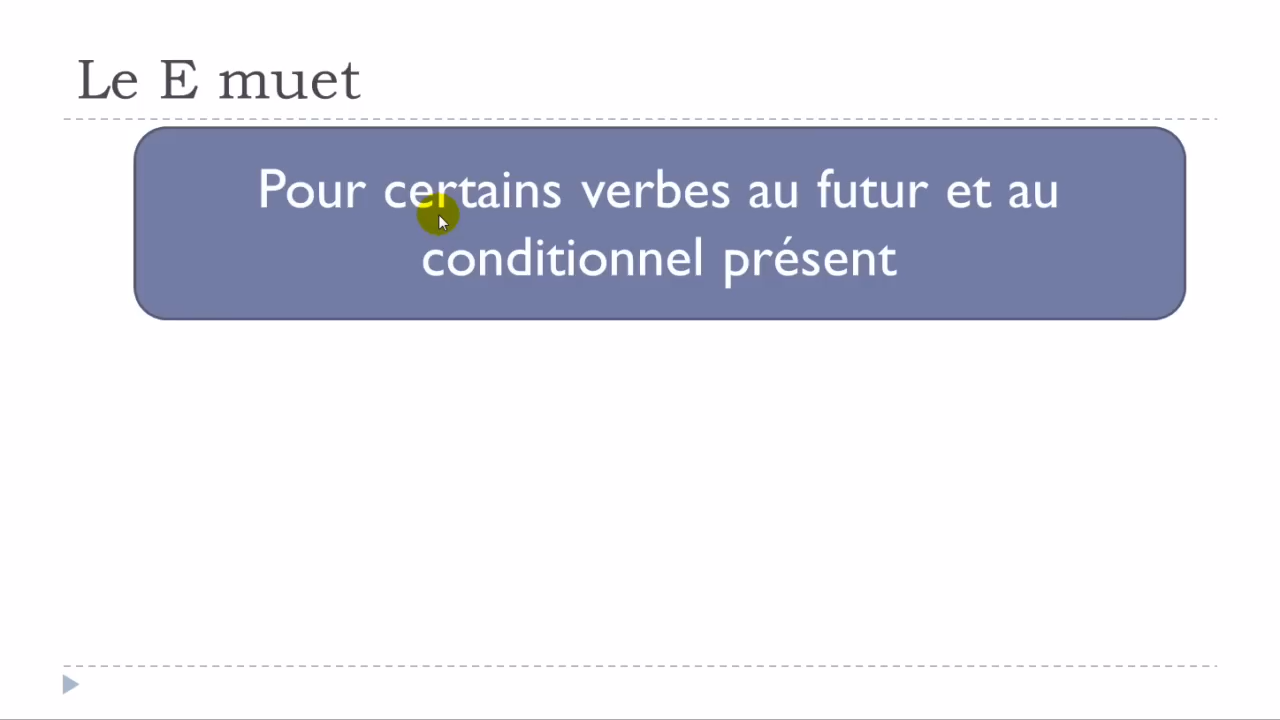 Le E muet
Pour certains verbes au futur et au
conditionnel présent